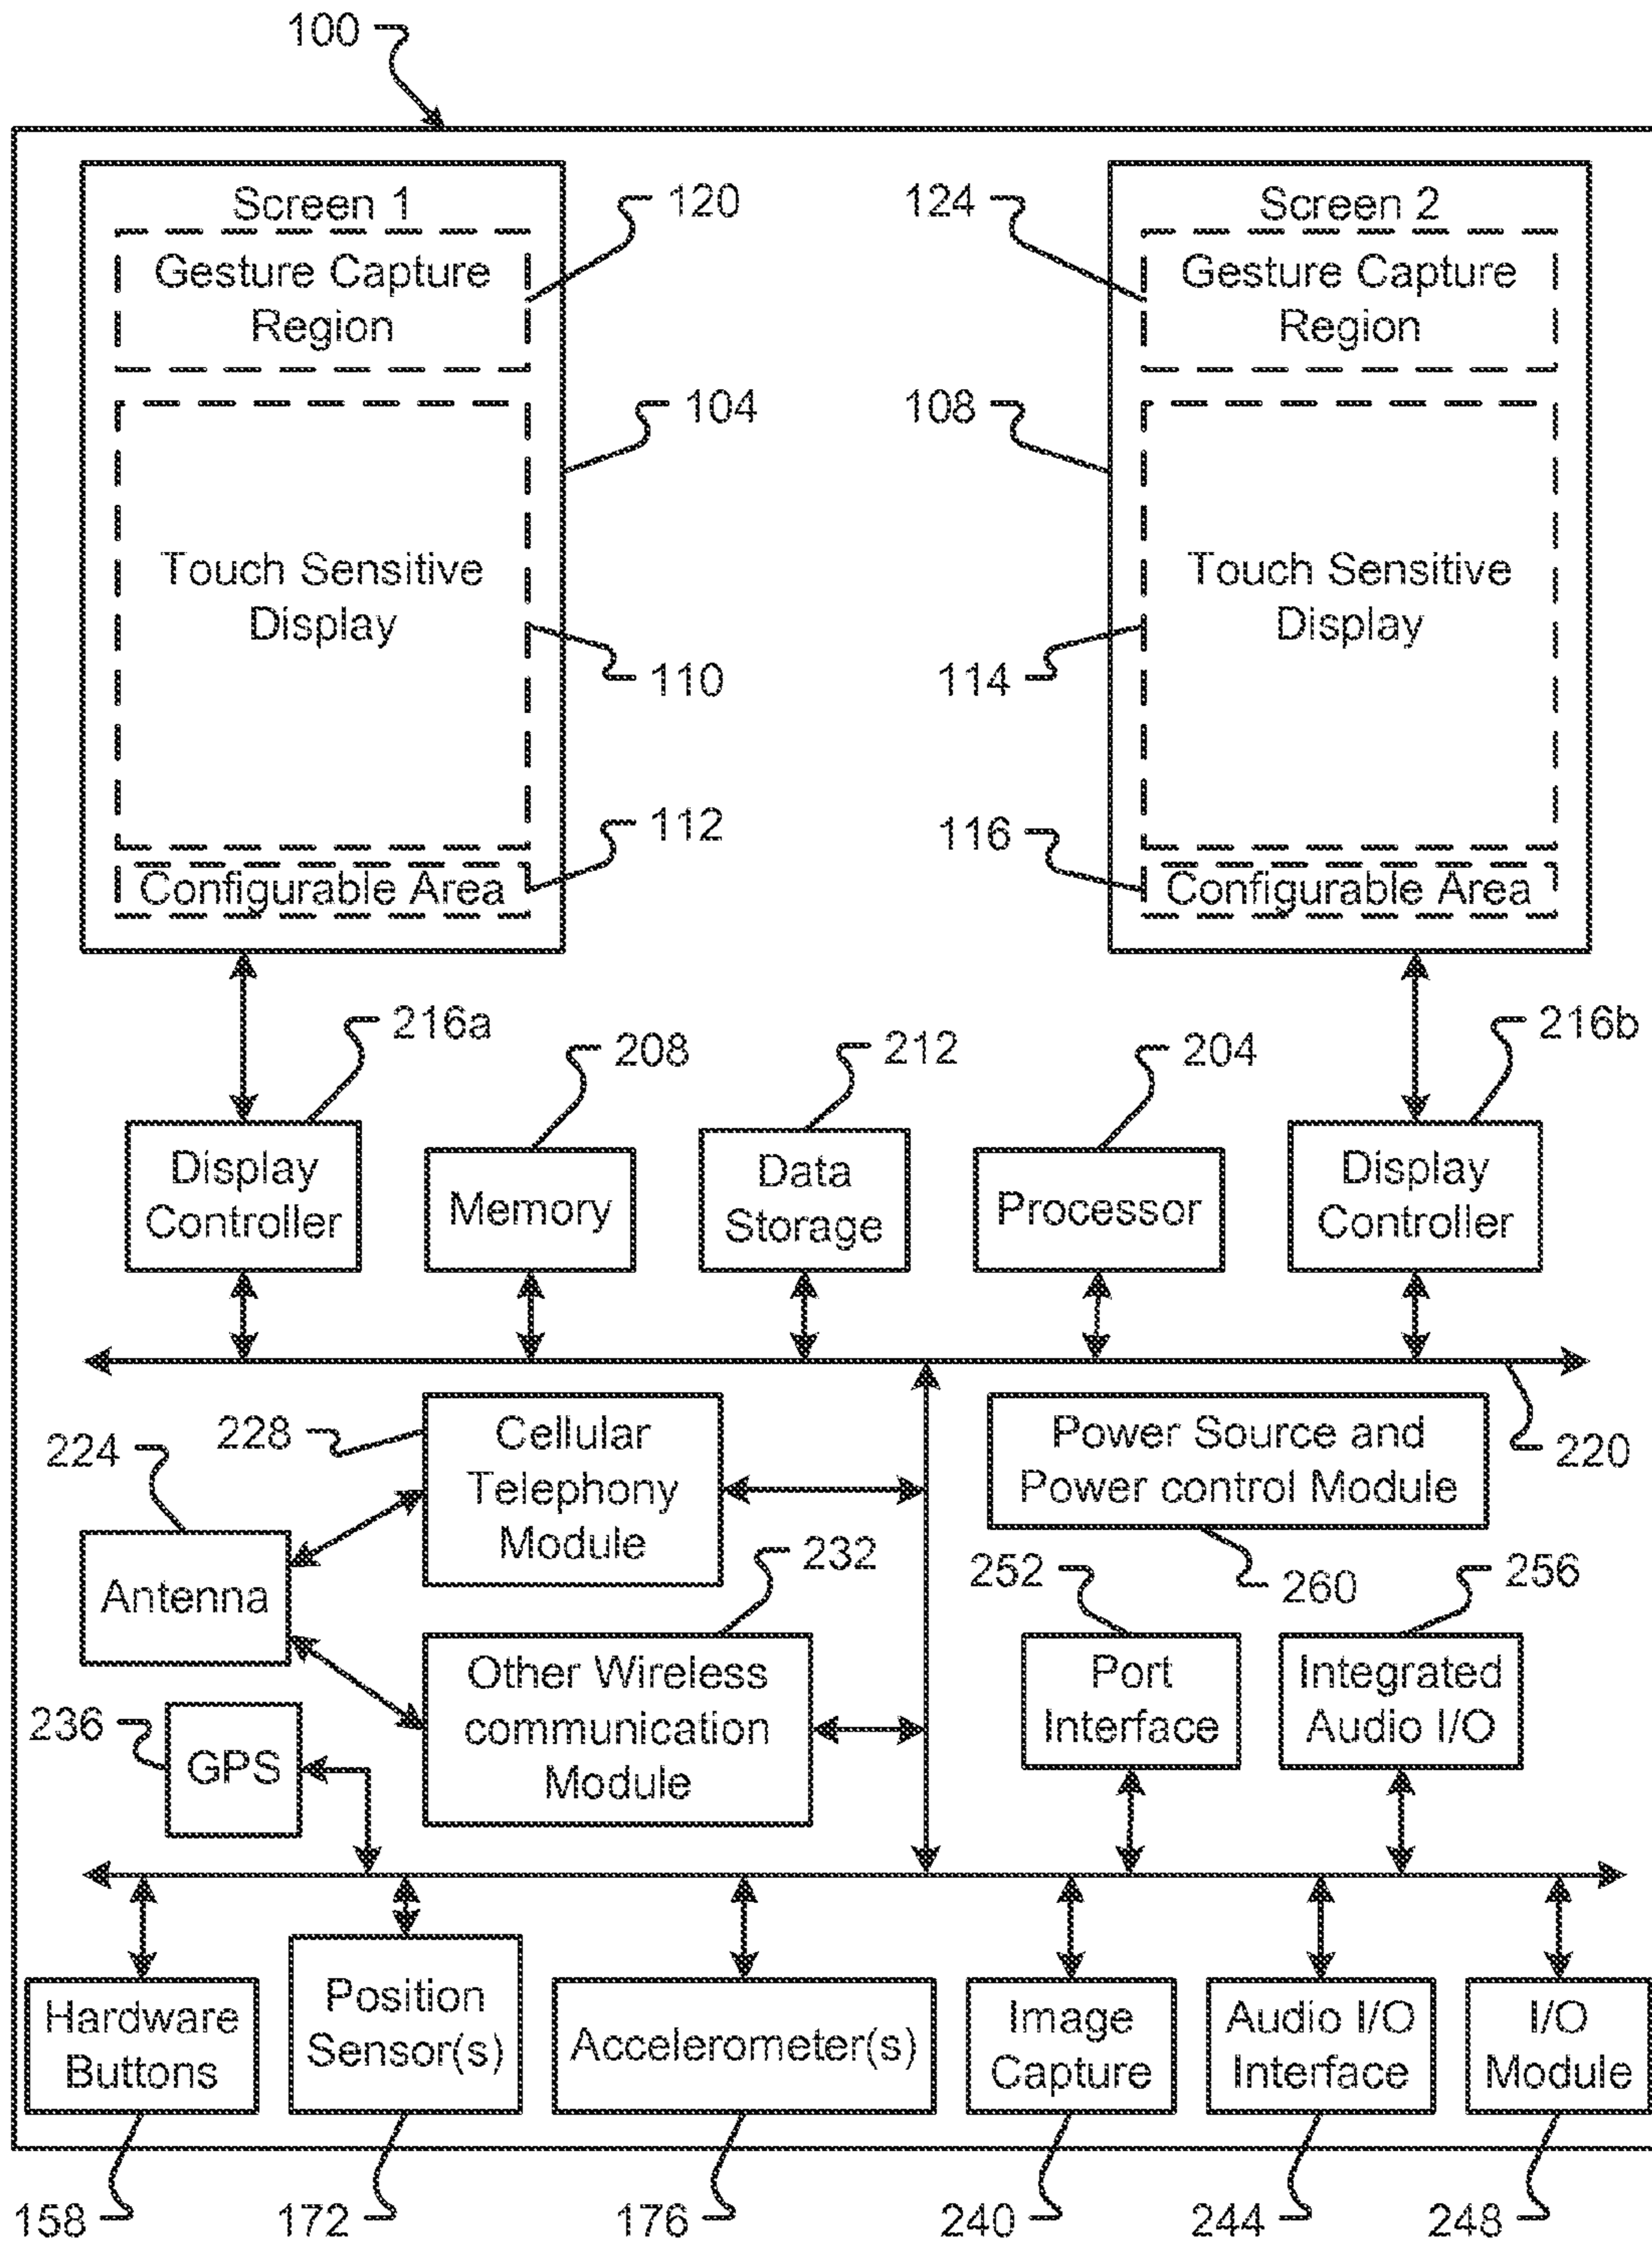 100
Screen 1
Gesture Capture
Region
120
Touch Sensitive
Display
104
110
112
Configurable Area
Screen 2
124
Gesture Capture
Region
108
Touch Sensitive
Display
114
116
Configurable Area
216a
208
212
204
216b
Display
Controller
Memory
Data
Storage
Processor
Display
Controller
220
224
228
Cellular
Telephony
Module
Power Source and
Power control Module
260
Antenna
232
Other Wireless
communication
Module
252
Port
Interface
256
Integrated
Audio I/O
236
GPS
Hardware
Buttons
Position
Sensor(s)
Accelerometer(s)
Image
Capture
Audio I/O
Interface
I/O
Module
158
172
176
240
244
248